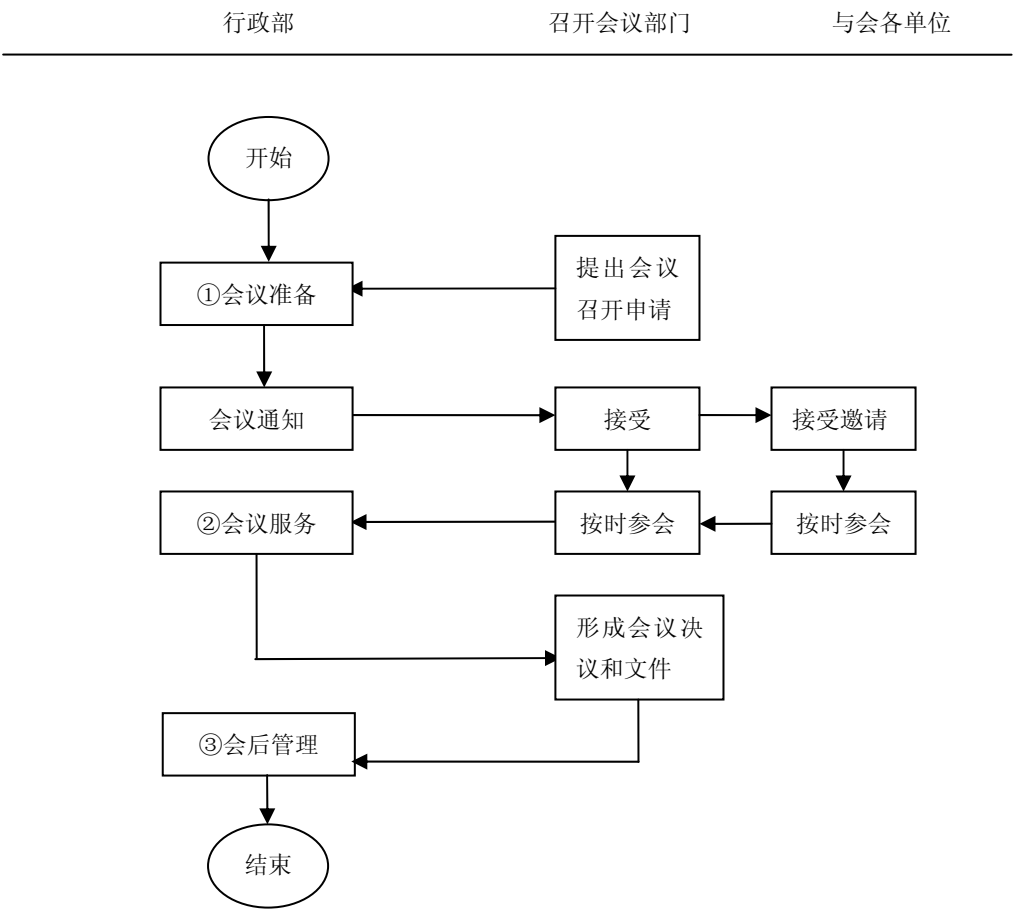 行政部
召开会议部门
与会各单位
开始
提出会议
召开申请
①会议准备
会议通知
接受
接受邀请
②会议服务
按时参会
按时参会
形成会议决
议和文件
③会后管理
结束